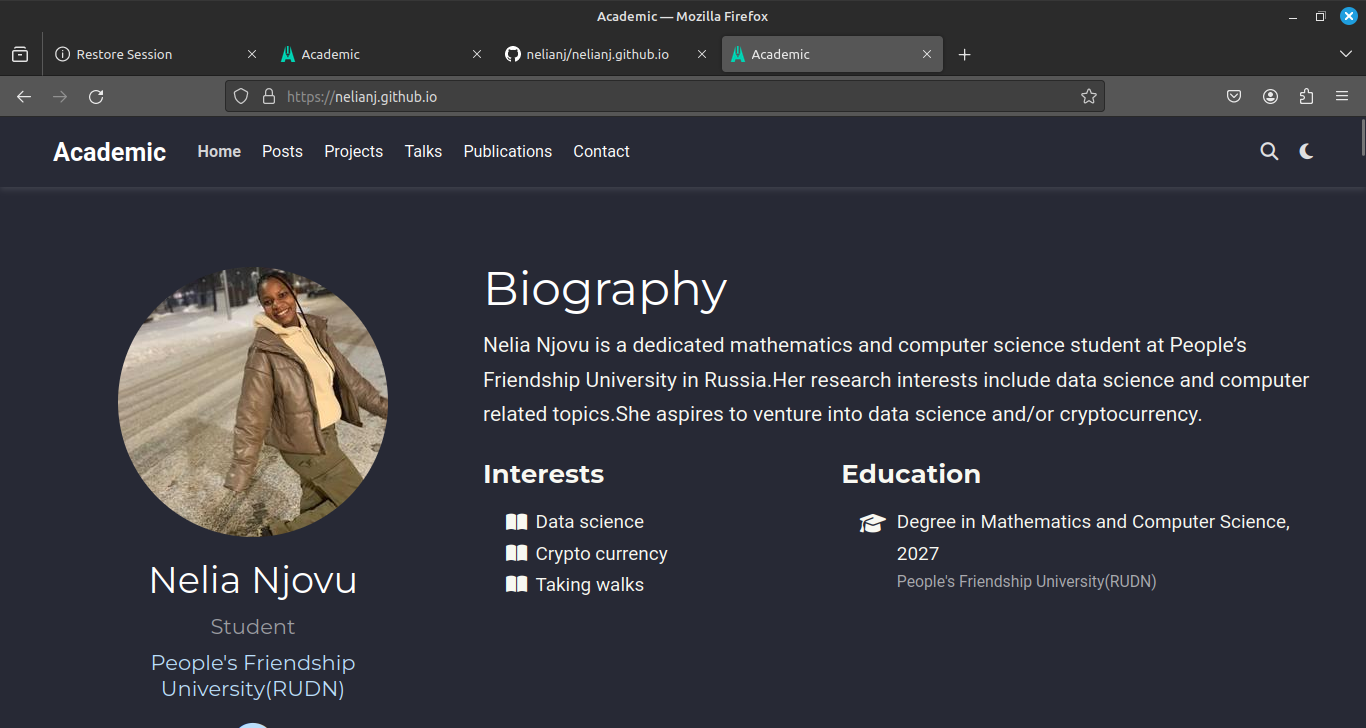 Academic — Mozilla Firefox
Restore Session
Academic
nelianj/nelianj.github.io
Academic
https://nelianj.github.io
Academic
Home
Posts
Projects
Talks
Publications
Contact
Biography
Nelia Njovu is a dedicated mathematics and computer science student at People’s
Friendship University in Russia.Her research interests include data science and computer
related topics.She aspires to venture into data science and/or cryptocurrency.
Interests
Data science
Crypto currency
Taking walks
Education
Degree in Mathematics and Computer Science,
2027
People's Friendship University(RUDN)
Nelia Njovu
Student
People's Friendship
University(RUDN)